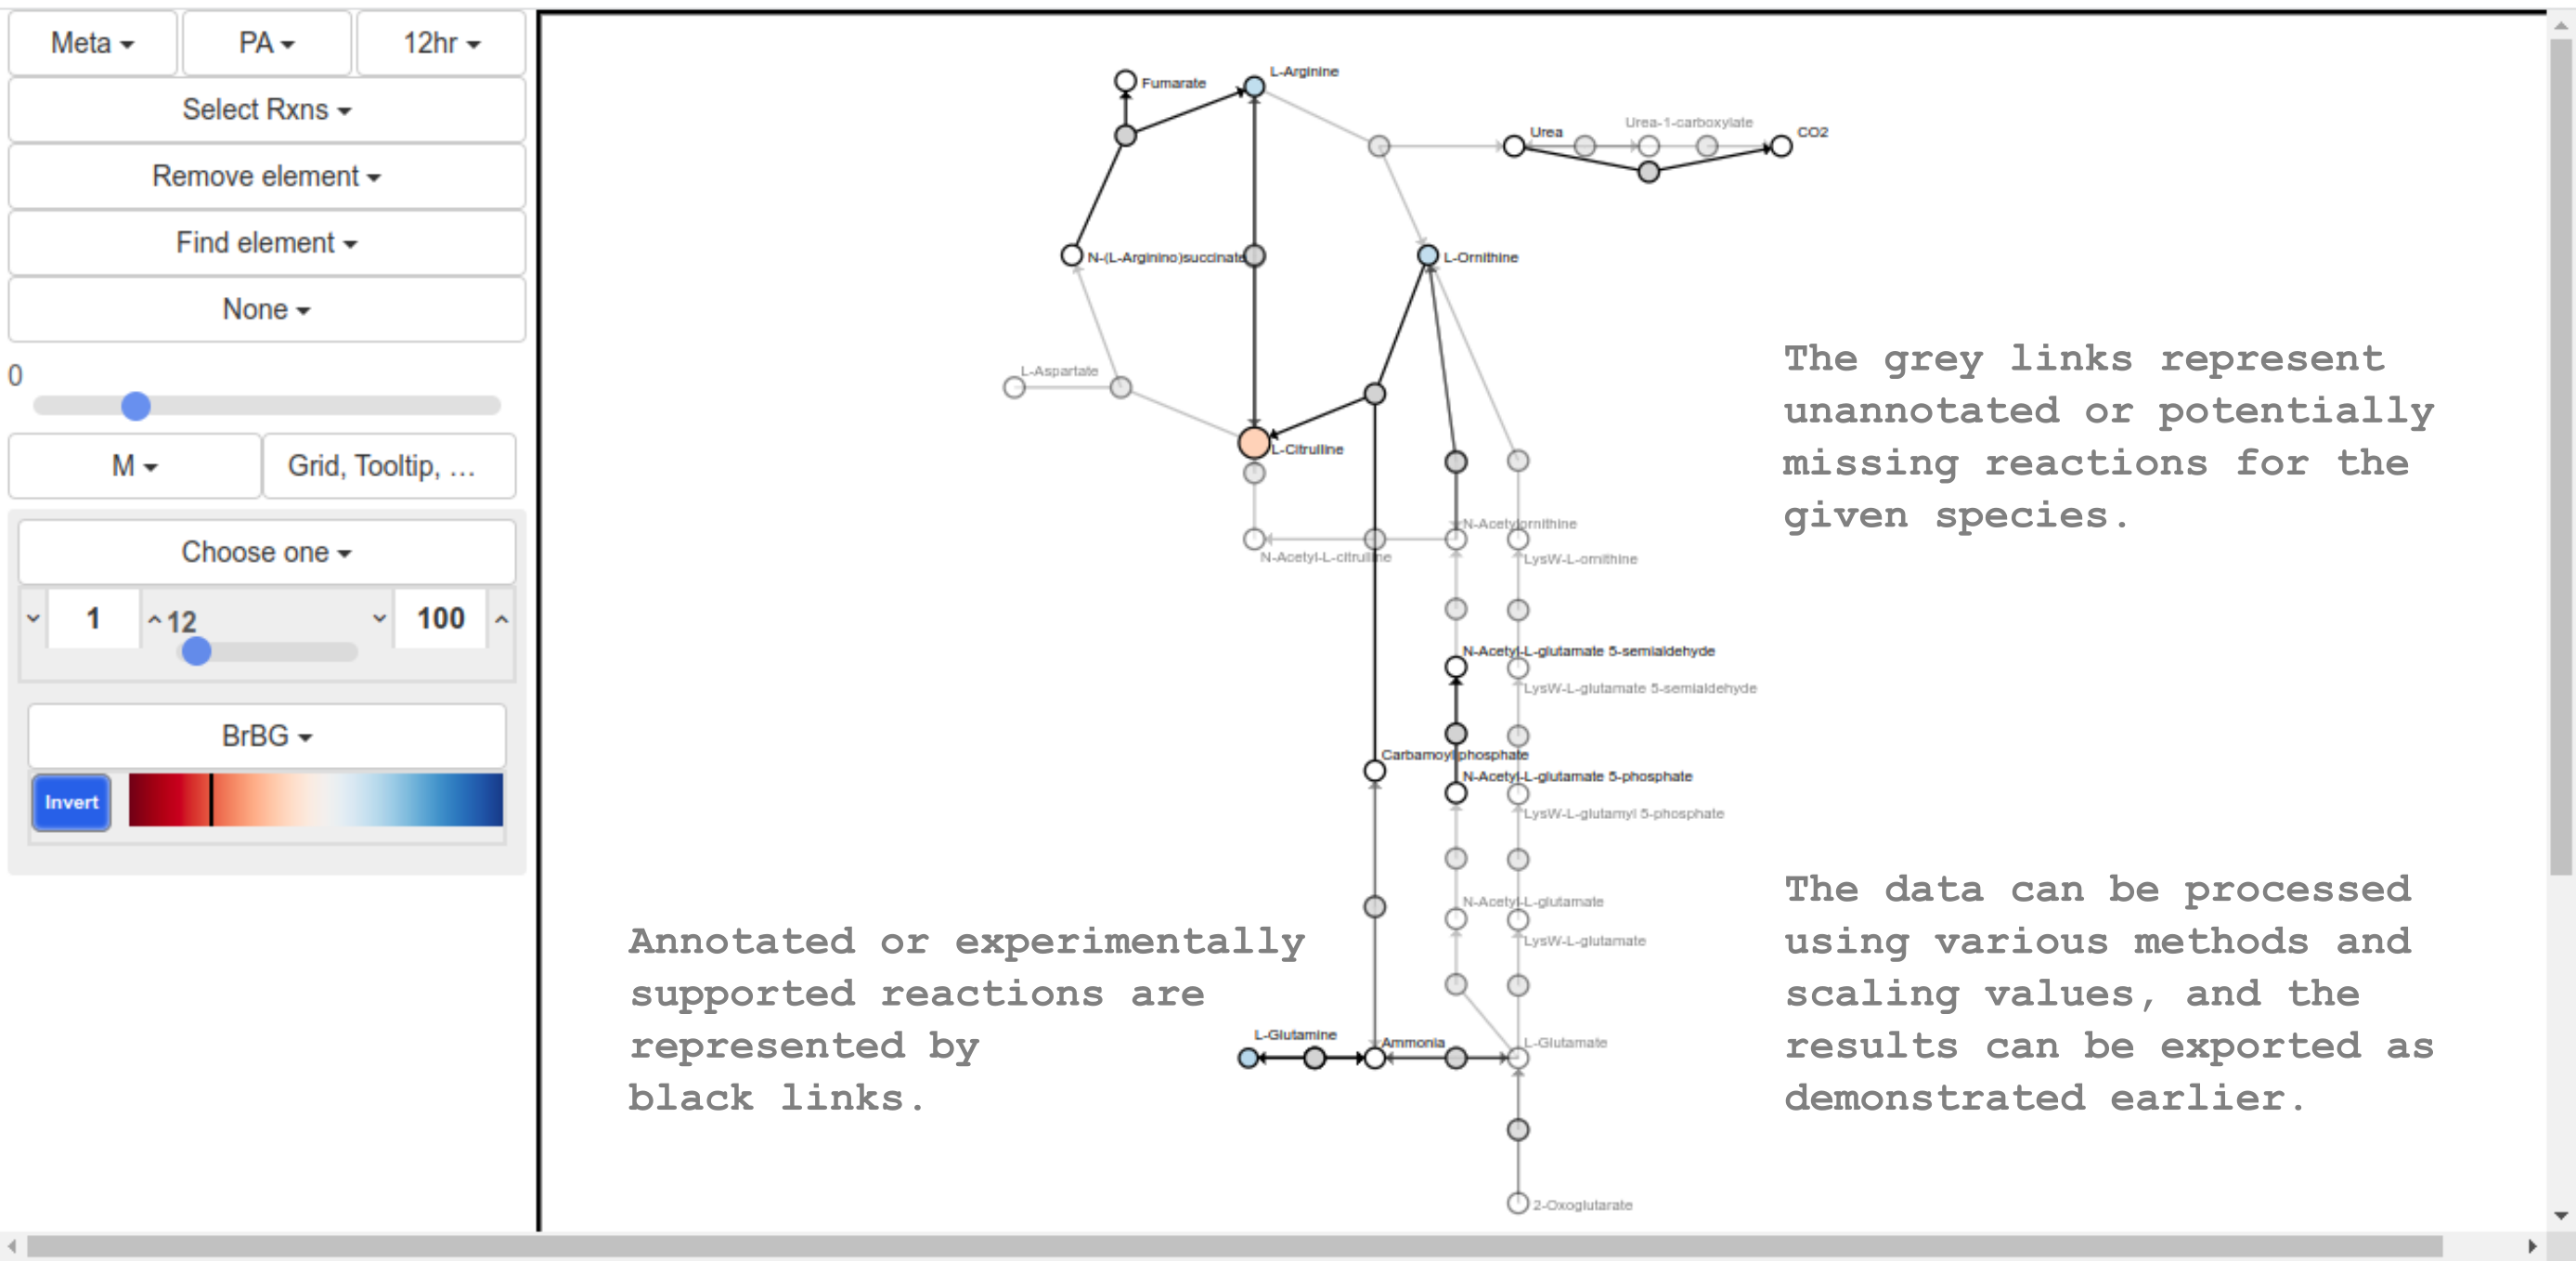 Meta
PA
12hr
Select Rxns
Remove element
Find element
None
0
M
Grid, Tooltip, ...
Choose one
1
12
100
BrBG
Invert
L-Arginine
Fumarate
Urea-1-carboxylate
Urea
CO2
N-(L-Arginino)succinate
L-Ornithine
L-Aspartate
L-Citrulline
N-Acetylornithine
N-Acetyl-L-citrulline
LysW-L-ornithine
N-Acetyl-L-glutamate 5-semialdehyde
LysW-L-glutamate 5-semialdehyde
Carbamoyl phosphate
N-Acetyl-L-glutamate 5-phosphate
LysW-L-glutamyl 5-phosphate
N-Acetyl-L-glutamate
LysW-L-glutamate
L-Glutamine
Ammonia
L-Glutamate
2-Oxoglutarate
The grey links represent
unannotated or potentially
missing reactions for the
given species.
Annotated or experimentally
supported reactions are
represented by
black links.
The data can be processed
using various methods and
scaling values, and the
results can be exported as
demonstrated earlier.